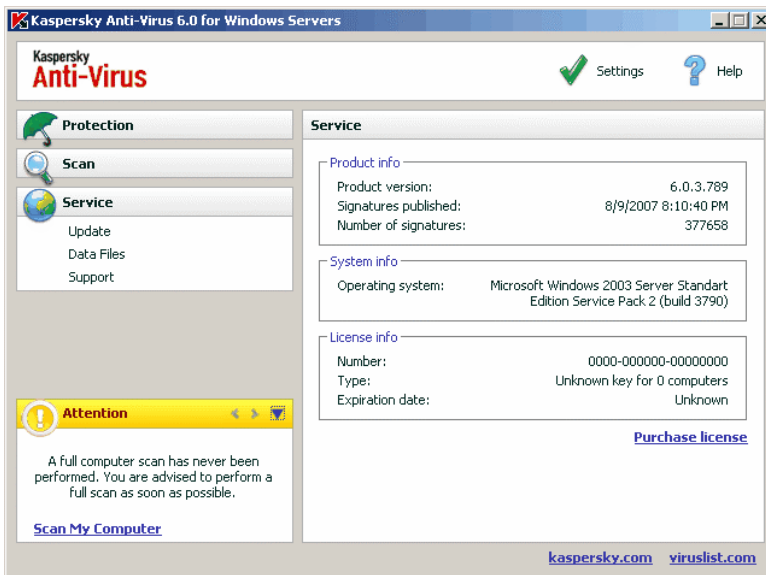 Kaspersky Anti-Virus 6.0 for Windows Servers
Kaspersky
Anti-Virus
Settings
Help
Protection
Scan
Service
Update
Data Files
Support
Attention
A full computer scan has never been
performed. You are advised to perform a
full scan as soon as possible.
Scan My Computer
Service
Product info
Product version: 6.0.3.789
Signatures published: 8/9/2007 8:10:40 PM
Number of signatures: 377658
System info
Operating system: Microsoft Windows 2003 Server Standart
Edition Service Pack 2 (build 3790)
License info
Number: 0000-000000-00000000
Type: Unknown key for 0 computers
Expiration date: Unknown
Purchase license
kaspersky.com viruslist.com